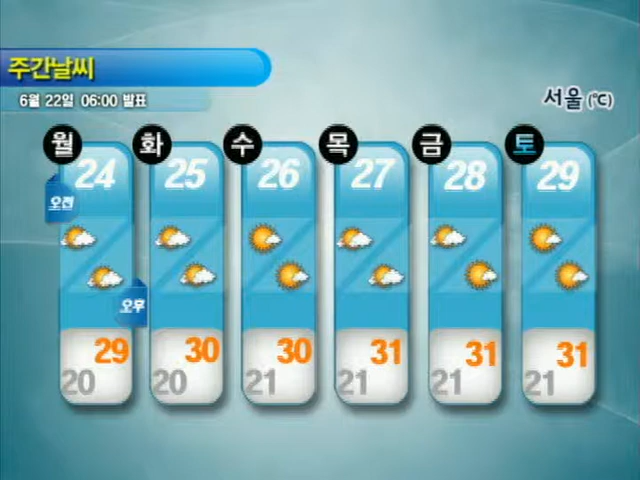 주간날씨
6월 22일 06:00 발표
서울 (℃)
월 화 수 목 금 토
24 25 26 27 28 29
오전
오후
29 30 30 31 31 31
20 20 21 21 21 21